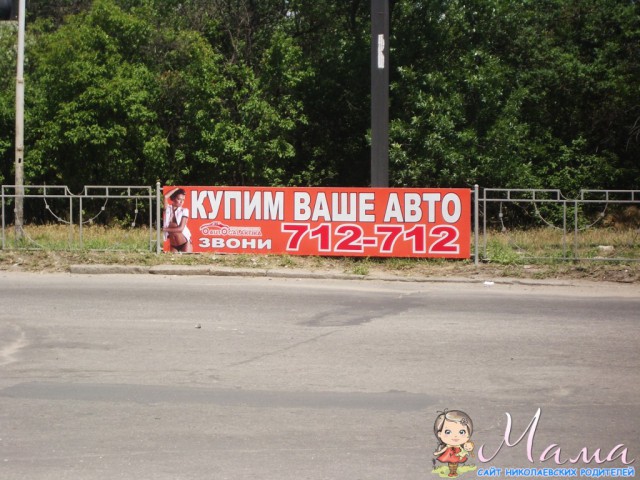 КУПИМ ВАШЕ АВТО
ЗВОНИ 712-712
Мама
САЙТ НИКОЛАЕВСКИХ РОДИТЕЛЕЙ